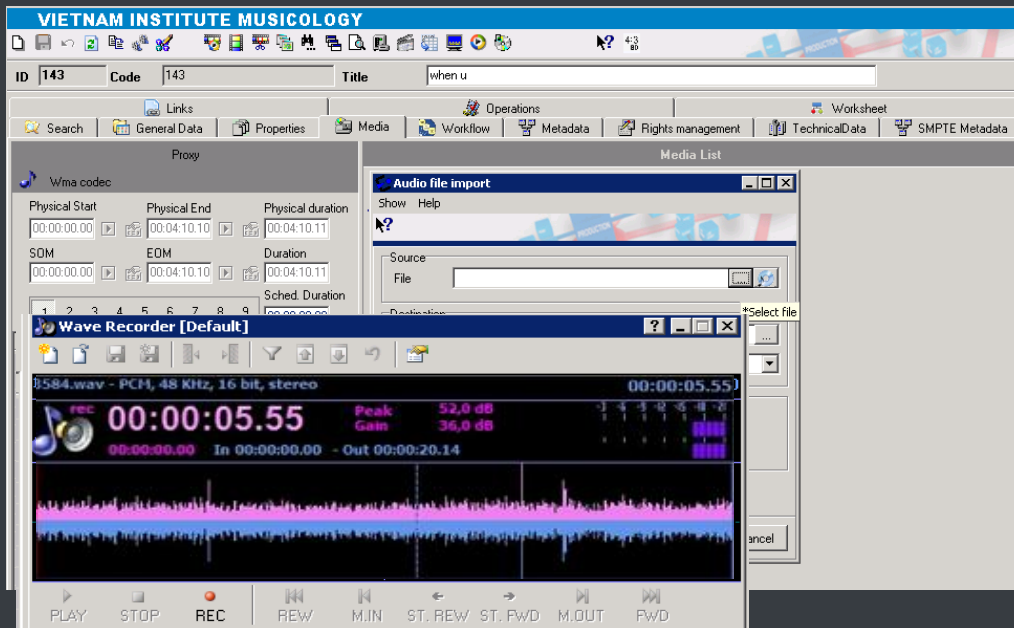 VIETNAM INSTITUTE MUSICOLOGY
4:3
ID 143 Code 143 Title when u
Links Operations Worksheet
Search General Data Properties Media Workflow Metadata Rights management TechnicalData SMPTE Metadata
Proxy Media List
Wma codec
Audio file import
Show Help
PRODUCTION
Physical Start Physical End Physical duration
00:00:00.00 00:04:10.10 00:04:10.11
SOM EOM Duration
00:00:00.00 00:04:10.10 00:04:10.11
Source
File
Sched. Duration
1 2 3 4 5 6 7 8 9
Destination
*Select file
Wave Recorder [Default]
8584.wav - PCM, 48 KHz, 16 bit, stereo 00:00:05.55
rec 00:00:05.55 Peak 52,0 dB
Gain 36,0 dB
00:00:00.00 In 00:00:00.00 - Out 00:00:20.14
ancel
PLAY STOP REC REW M.IN ST. REW ST. FWD M.OUT FWD